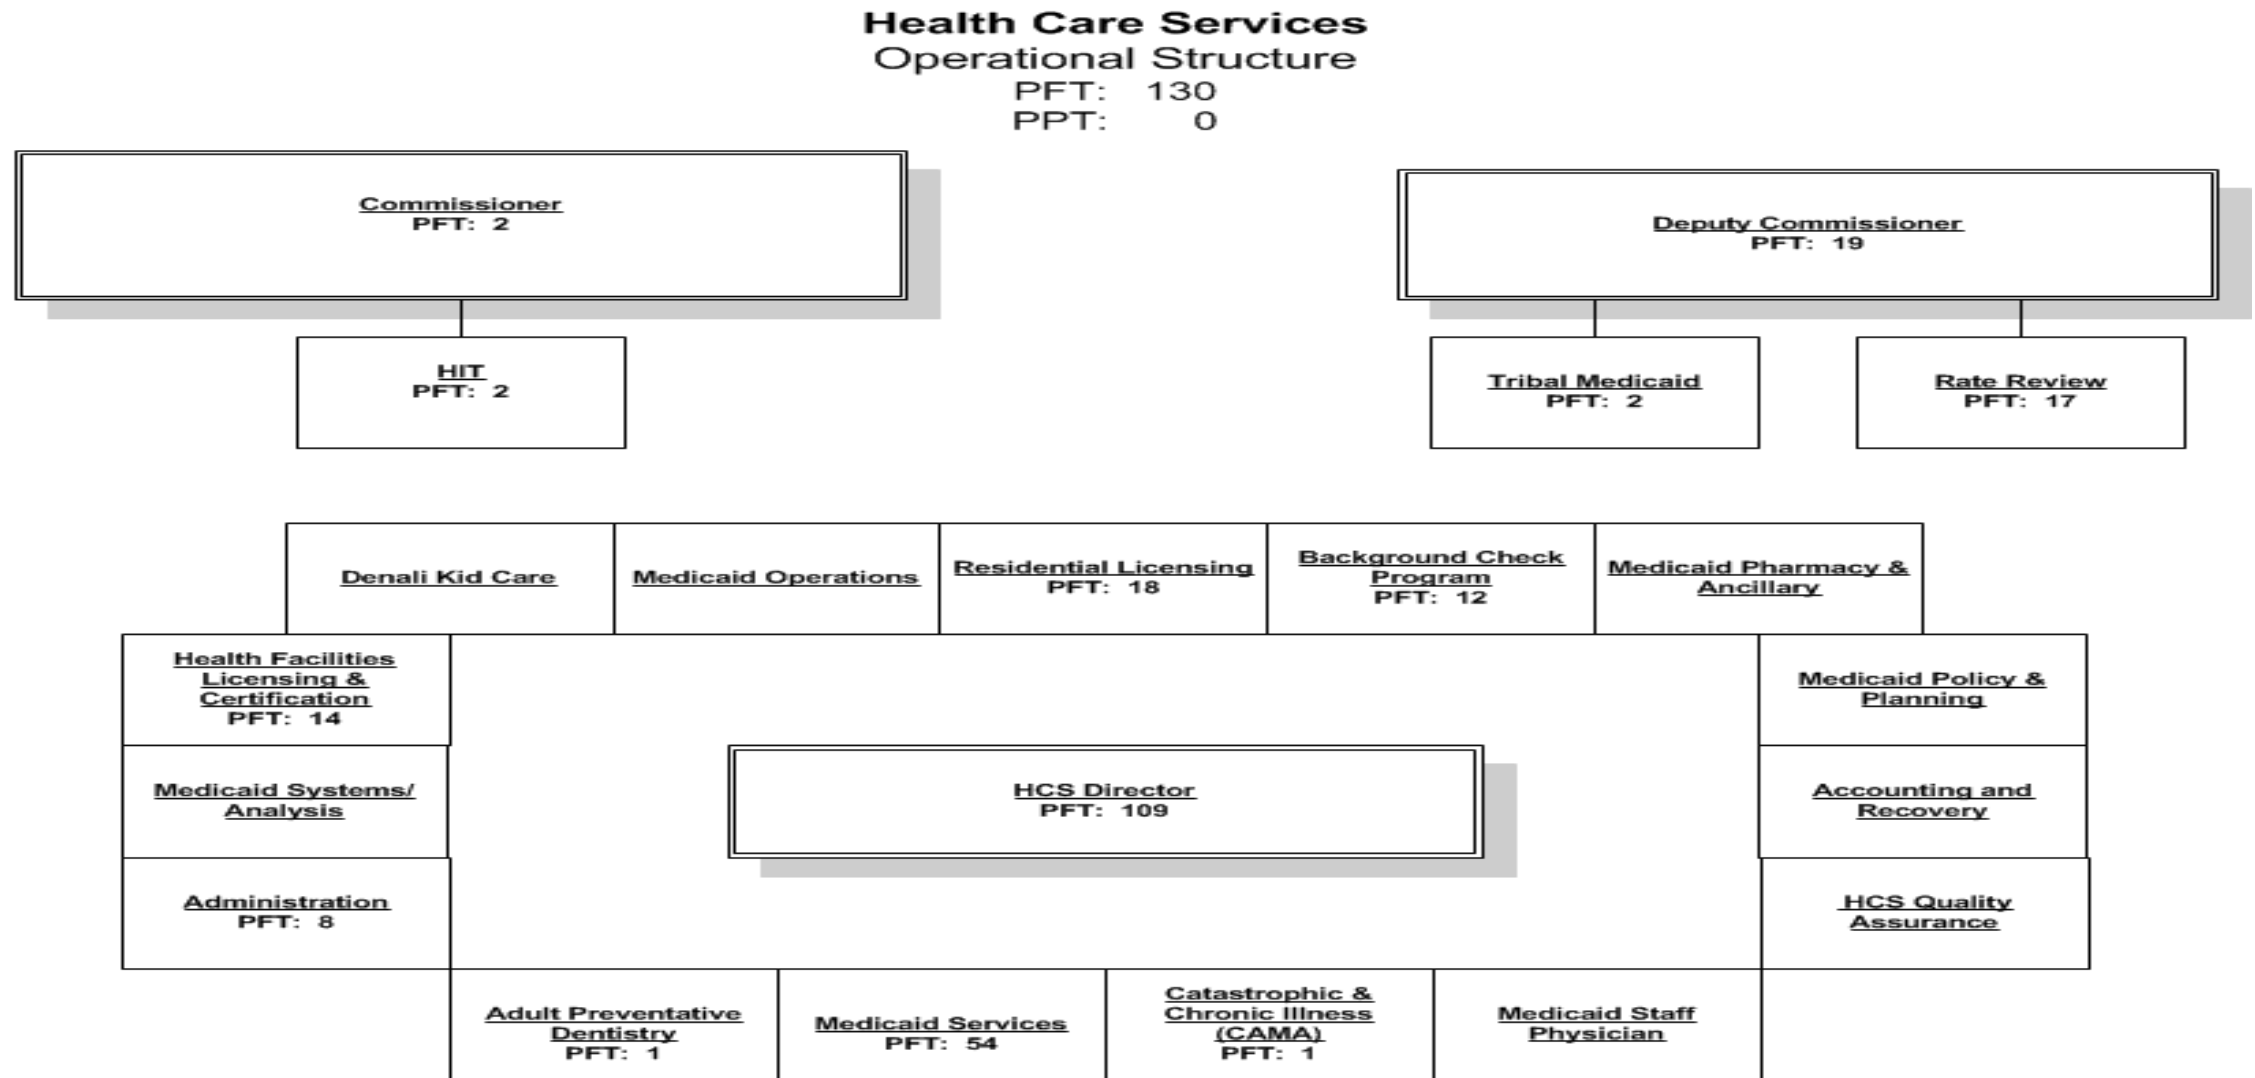 Health Care Services
Operational Structure
PFT: 130
PPT: 0
Commissioner
PFT: 2
Deputy Commissioner
PFT: 19
HIT
PFT: 2
Tribal Medicaid
PFT: 2
Rate Review
PFT: 17
Denali Kid Care
Medicaid Operations
Residential Licensing
PFT: 18
Background Check
Program
PFT: 12
Medicaid Pharmacy &
Ancillary
Health Facilities
Licensing &
Certification
PFT: 14
Medicaid Policy &
Planning
Medicaid Systems/
Analysis
HCS Director
PFT: 109
Accounting and
Recovery
Administration
PFT: 8
HCS Quality
Assurance
Adult Preventative
Dentistry
PFT: 1
Medicaid Services
PFT: 54
Catastrophic &
Chronic Illness
(CAMA)
PFT: 1
Medicaid Staff
Physician